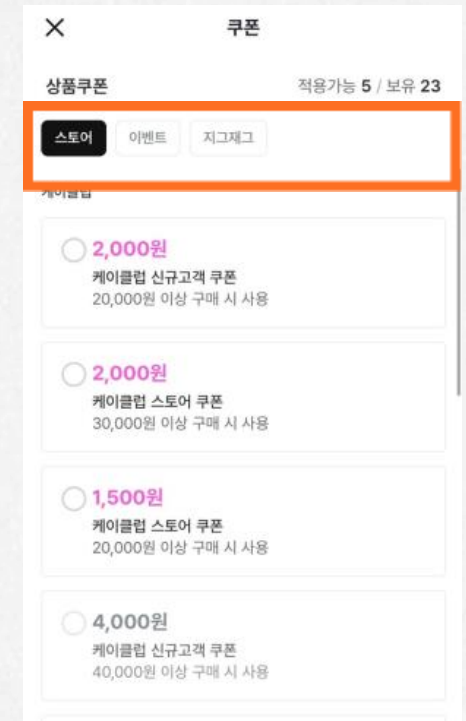 쿠폰
상품쿠폰 적용가능 5 / 보유 23
스토어 이벤트 지그재그
케이클럽
2,000원
케이클럽 신규고객 쿠폰
20,000원 이상 구매 시 사용
2,000원
케이클럽 스토어 쿠폰
30,000원 이상 구매 시 사용
1,500원
케이클럽 스토어 쿠폰
20,000원 이상 구매 시 사용
4,000원
케이클럽 신규고객 쿠폰
40,000원 이상 구매 시 사용